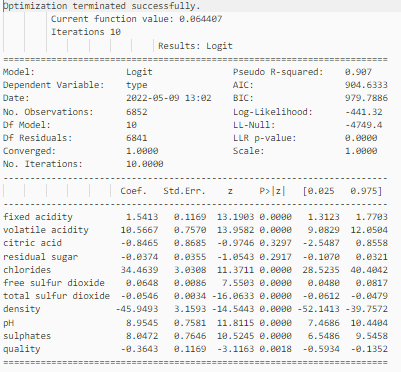 Optimization terminated successfully.
Current function value: 0.064407
Iterations 10
Results: Logit
=================================================================
Model: Logit Pseudo R-squared: 0.907
Dependent Variable: type AIC: 904.6333
Date: 2022-05-09 13:02 BIC: 979.7886
No. Observations: 6852 Log-Likelihood: -441.32
Df Model: 10 LL-Null: -4749.4
Df Residuals: 6841 LLR p-value: 0.0000
Converged: 1.0000 Scale: 1.0000
No. Iterations: 10.0000
-----------------------------------------------------------------
Coef. Std.Err. z P>|z| [0.025 0.975]
-----------------------------------------------------------------
fixed acidity 1.5413 0.1169 13.1903 0.0000 1.3123 1.7703
volatile acidity 10.5667 0.7570 13.9582 0.0000 9.0829 12.0504
citric acid -0.8465 0.8685 -0.9746 0.3297 -2.5487 0.8558
residual sugar -0.0374 0.0355 -1.0543 0.2917 -0.1070 0.0321
chlorides 34.4639 3.0308 11.3711 0.0000 28.5235 40.4042
free sulfur dioxide 0.0648 0.0086 7.5503 0.0000 0.0480 0.0817
total sulfur dioxide -0.0546 0.0034 -16.0633 0.0000 -0.0612 -0.0479
density -45.9493 3.1593 -14.5443 0.0000 -52.1413 -39.7572
pH 8.9545 0.7581 11.8115 0.0000 7.4686 10.4404
sulphates 8.0472 0.7646 10.5245 0.0000 6.5486 9.5458
quality -0.3643 0.1169 -3.1163 0.0018 -0.5934 -0.1352
=================================================================